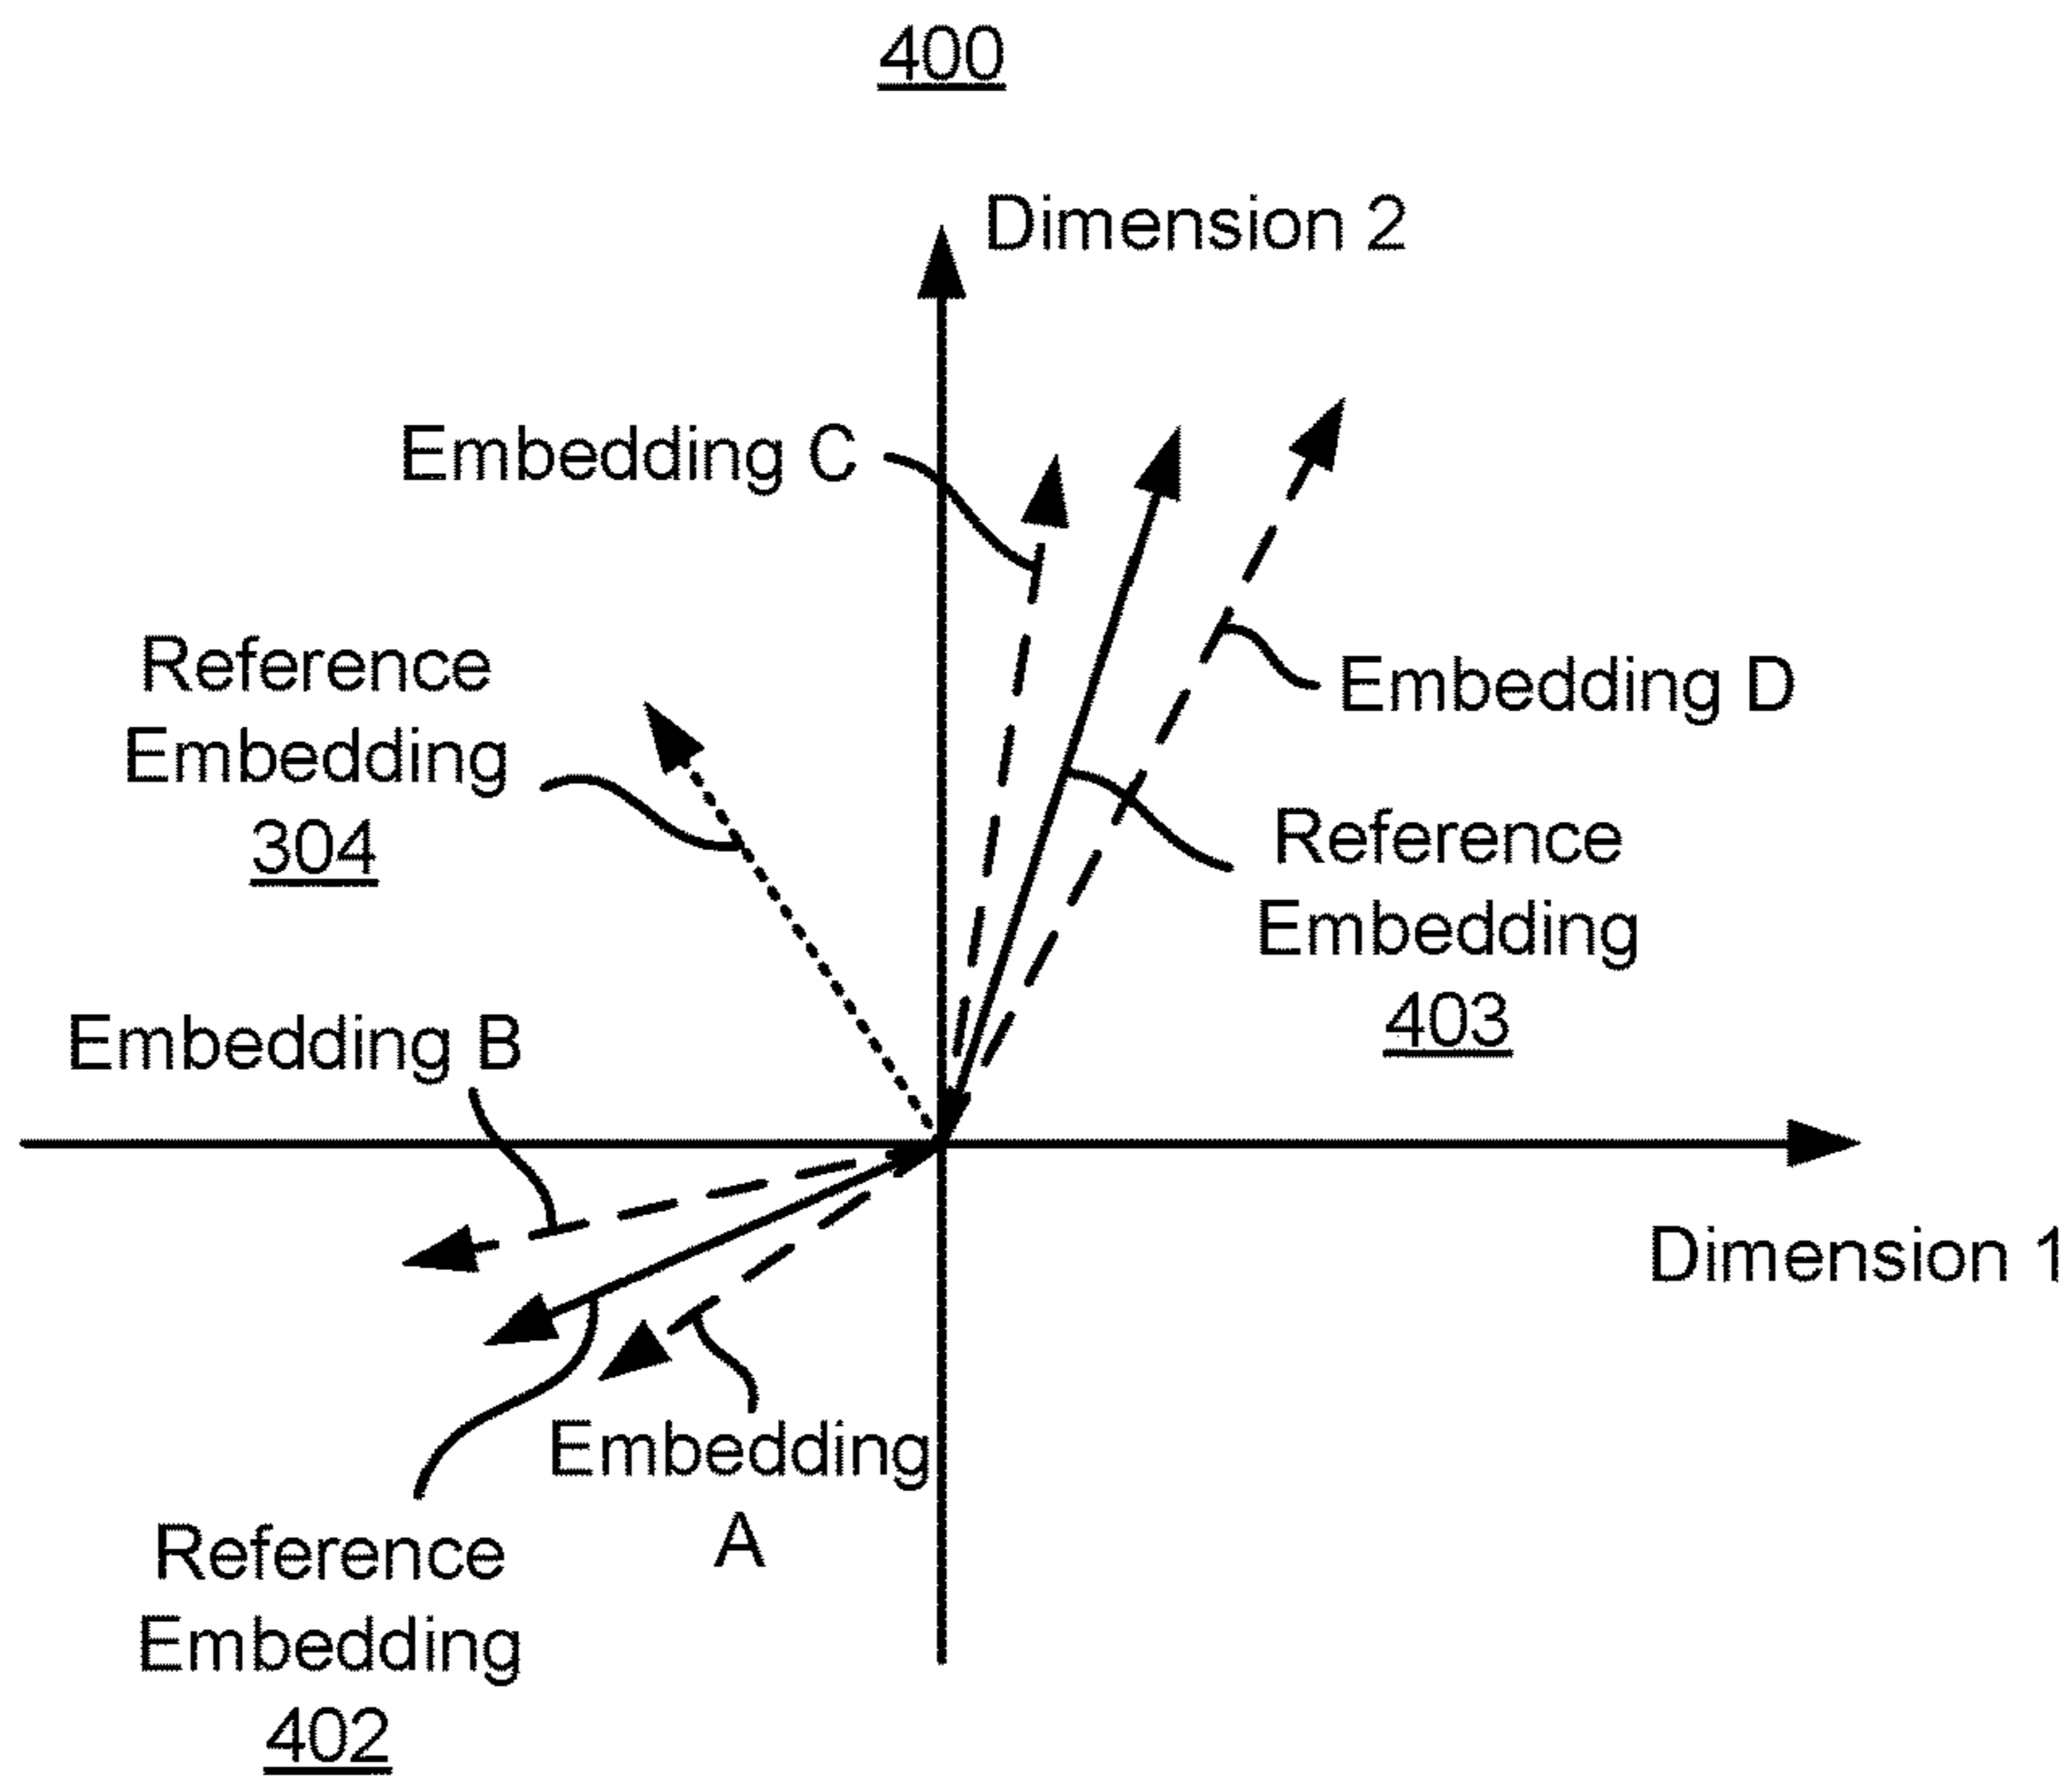 400
Dimension 2
Embedding C
Reference
Embedding
304
Embedding D
Reference
Embedding
403
Embedding B
Dimension 1
Embedding
A
Reference
Embedding
402